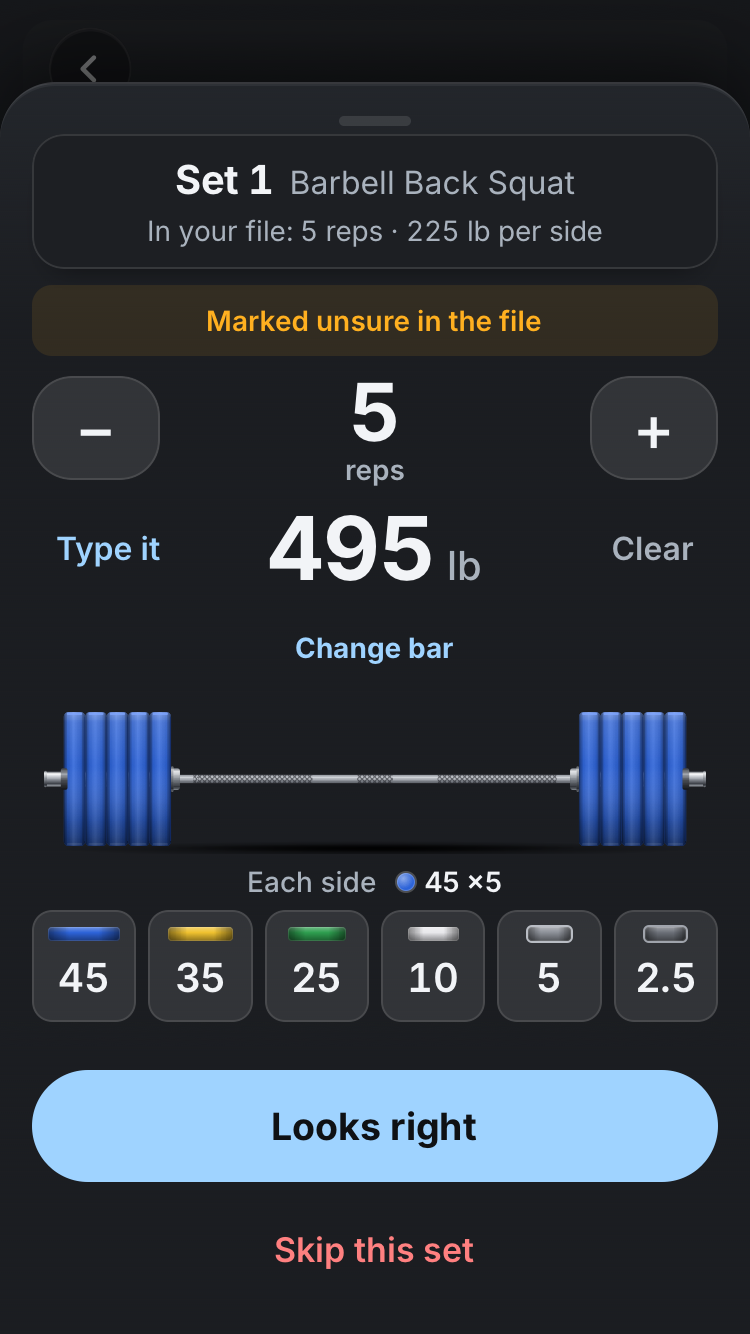 Set 1 Barbell Back Squat
In your file: 5 reps · 225 lb per side
Marked unsure in the file
− 5 +
reps
Type it 495 lb Clear
Change bar
Each side 45 ×5
45 35 25 10 5 2.5
Looks right
Skip this set